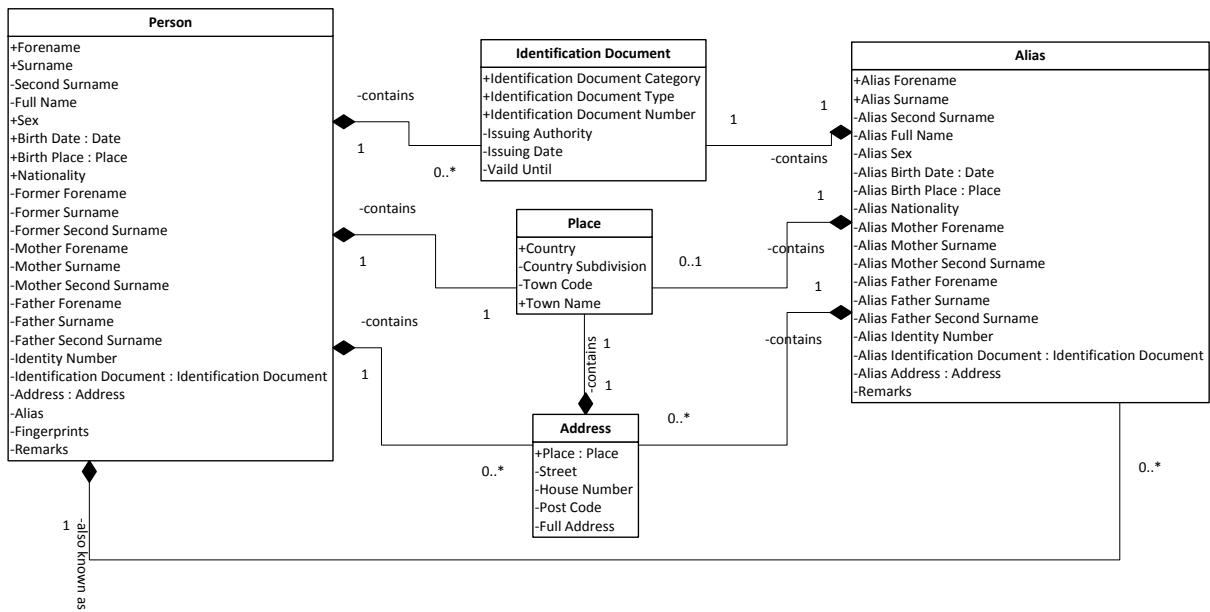 Person
+Forename
+Surname
-Second Surname
-Full Name
+Sex
+Birth Date : Date
+Birth Place : Place
+Nationality
-Former Forename
-Former Surname
-Former Second Surname
-Mother Forename
-Mother Surname
-Mother Second Surname
-Father Forename
-Father Surname
-Father Second Surname
-Identity Number
-Identification Document : Identification Document
-Address : Address
-Alias
-Fingerprints
-Remarks
-contains
1
0..*
-contains
1
1
-contains
1
0..*
1
-also known as
Identification Document
+Identification Document Category
+Identification Document Type
+Identification Document Number
-Issuing Authority
-Issuing Date
-Vaild Until
Place
+Country
-Country Subdivision
-Town Code
+Town Name
-contains
1
1
Address
+Place : Place
-Street
-House Number
-Post Code
-Full Address
1
1
-contains
1
0..1
-contains
1
0..*
-contains
Alias
+Alias Forename
+Alias Surname
-Alias Second Surname
-Alias Full Name
-Alias Sex
-Alias Birth Date : Date
-Alias Birth Place : Place
-Alias Nationality
-Alias Mother Forename
-Alias Mother Surname
-Alias Mother Second Surname
-Alias Father Forename
-Alias Father Surname
-Alias Father Second Surname
-Alias Identity Number
-Alias Identification Document : Identification Document
-Alias Address : Address
-Remarks
0..*